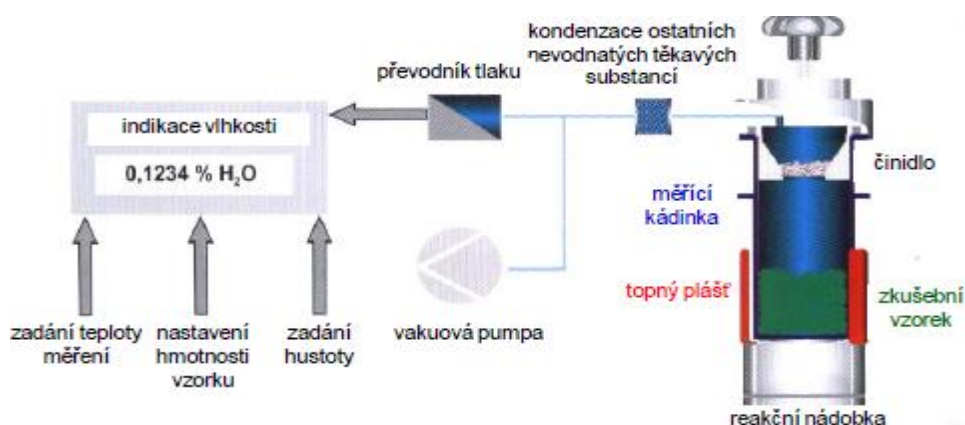 kondenzace ostatních
nevodnatých těkavých
substancí
převodník tlaku
indikace vlhkosti
0,1234 % H₂O
činidlo
měřící
kádinka
topný plášť
zkušební
vzorek
zadání teploty
měření
nastavení
hmotnosti
vzorku
zadání
hustoty
vakuová pumpa
reakční nádobka